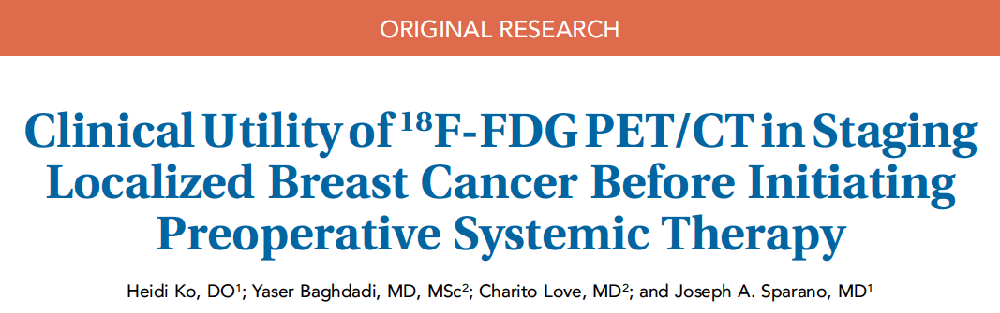 ORIGINAL RESEARCH
Clinical Utility of ¹⁸F-FDG PET/CT in Staging
Localized Breast Cancer Before Initiating
Preoperative Systemic Therapy
Heidi Ko, DO¹; Yaser Baghdadi, MD, MSc²; Charito Love, MD²; and Joseph A. Sparano, MD¹